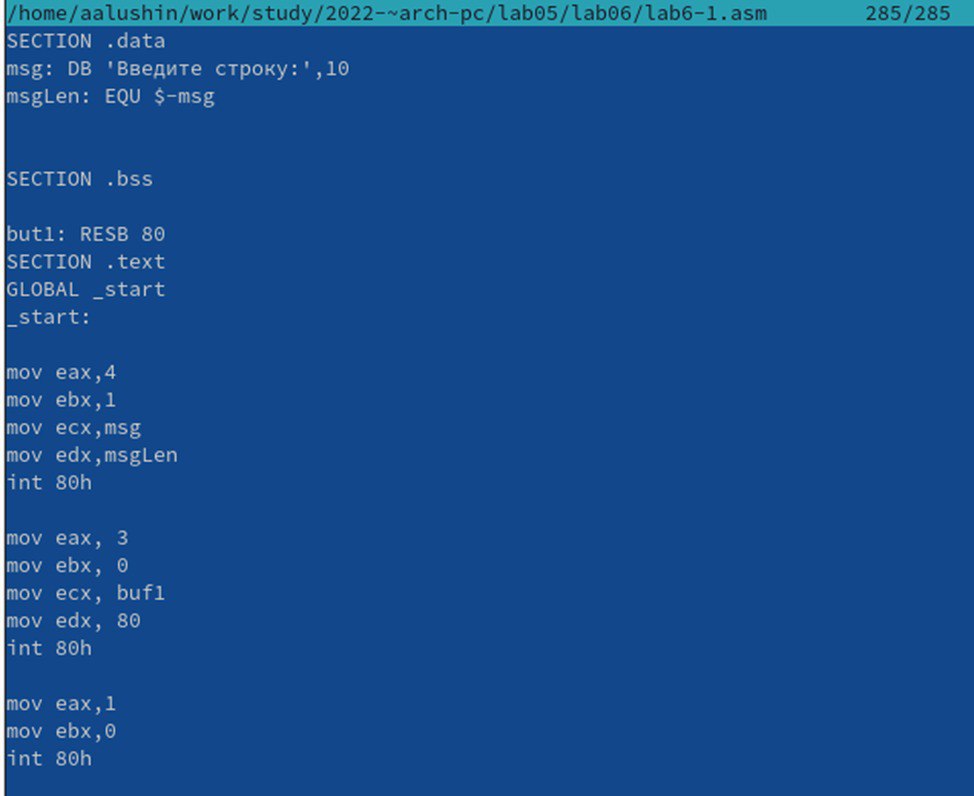 /home/aalushin/work/study/2022-~arch-pc/lab05/lab06/lab6-1.asm 285/285
SECTION .data
msg: DB 'Введите строку:',10
msgLen: EQU $-msg
SECTION .bss
but1: RESB 80
SECTION .text
GLOBAL _start
_start:
mov eax,4
mov ebx,1
mov ecx,msg
mov edx,msgLen
int 80h
mov eax, 3
mov ebx, 0
mov ecx, buf1
mov edx, 80
int 80h
mov eax,1
mov ebx,0
int 80h